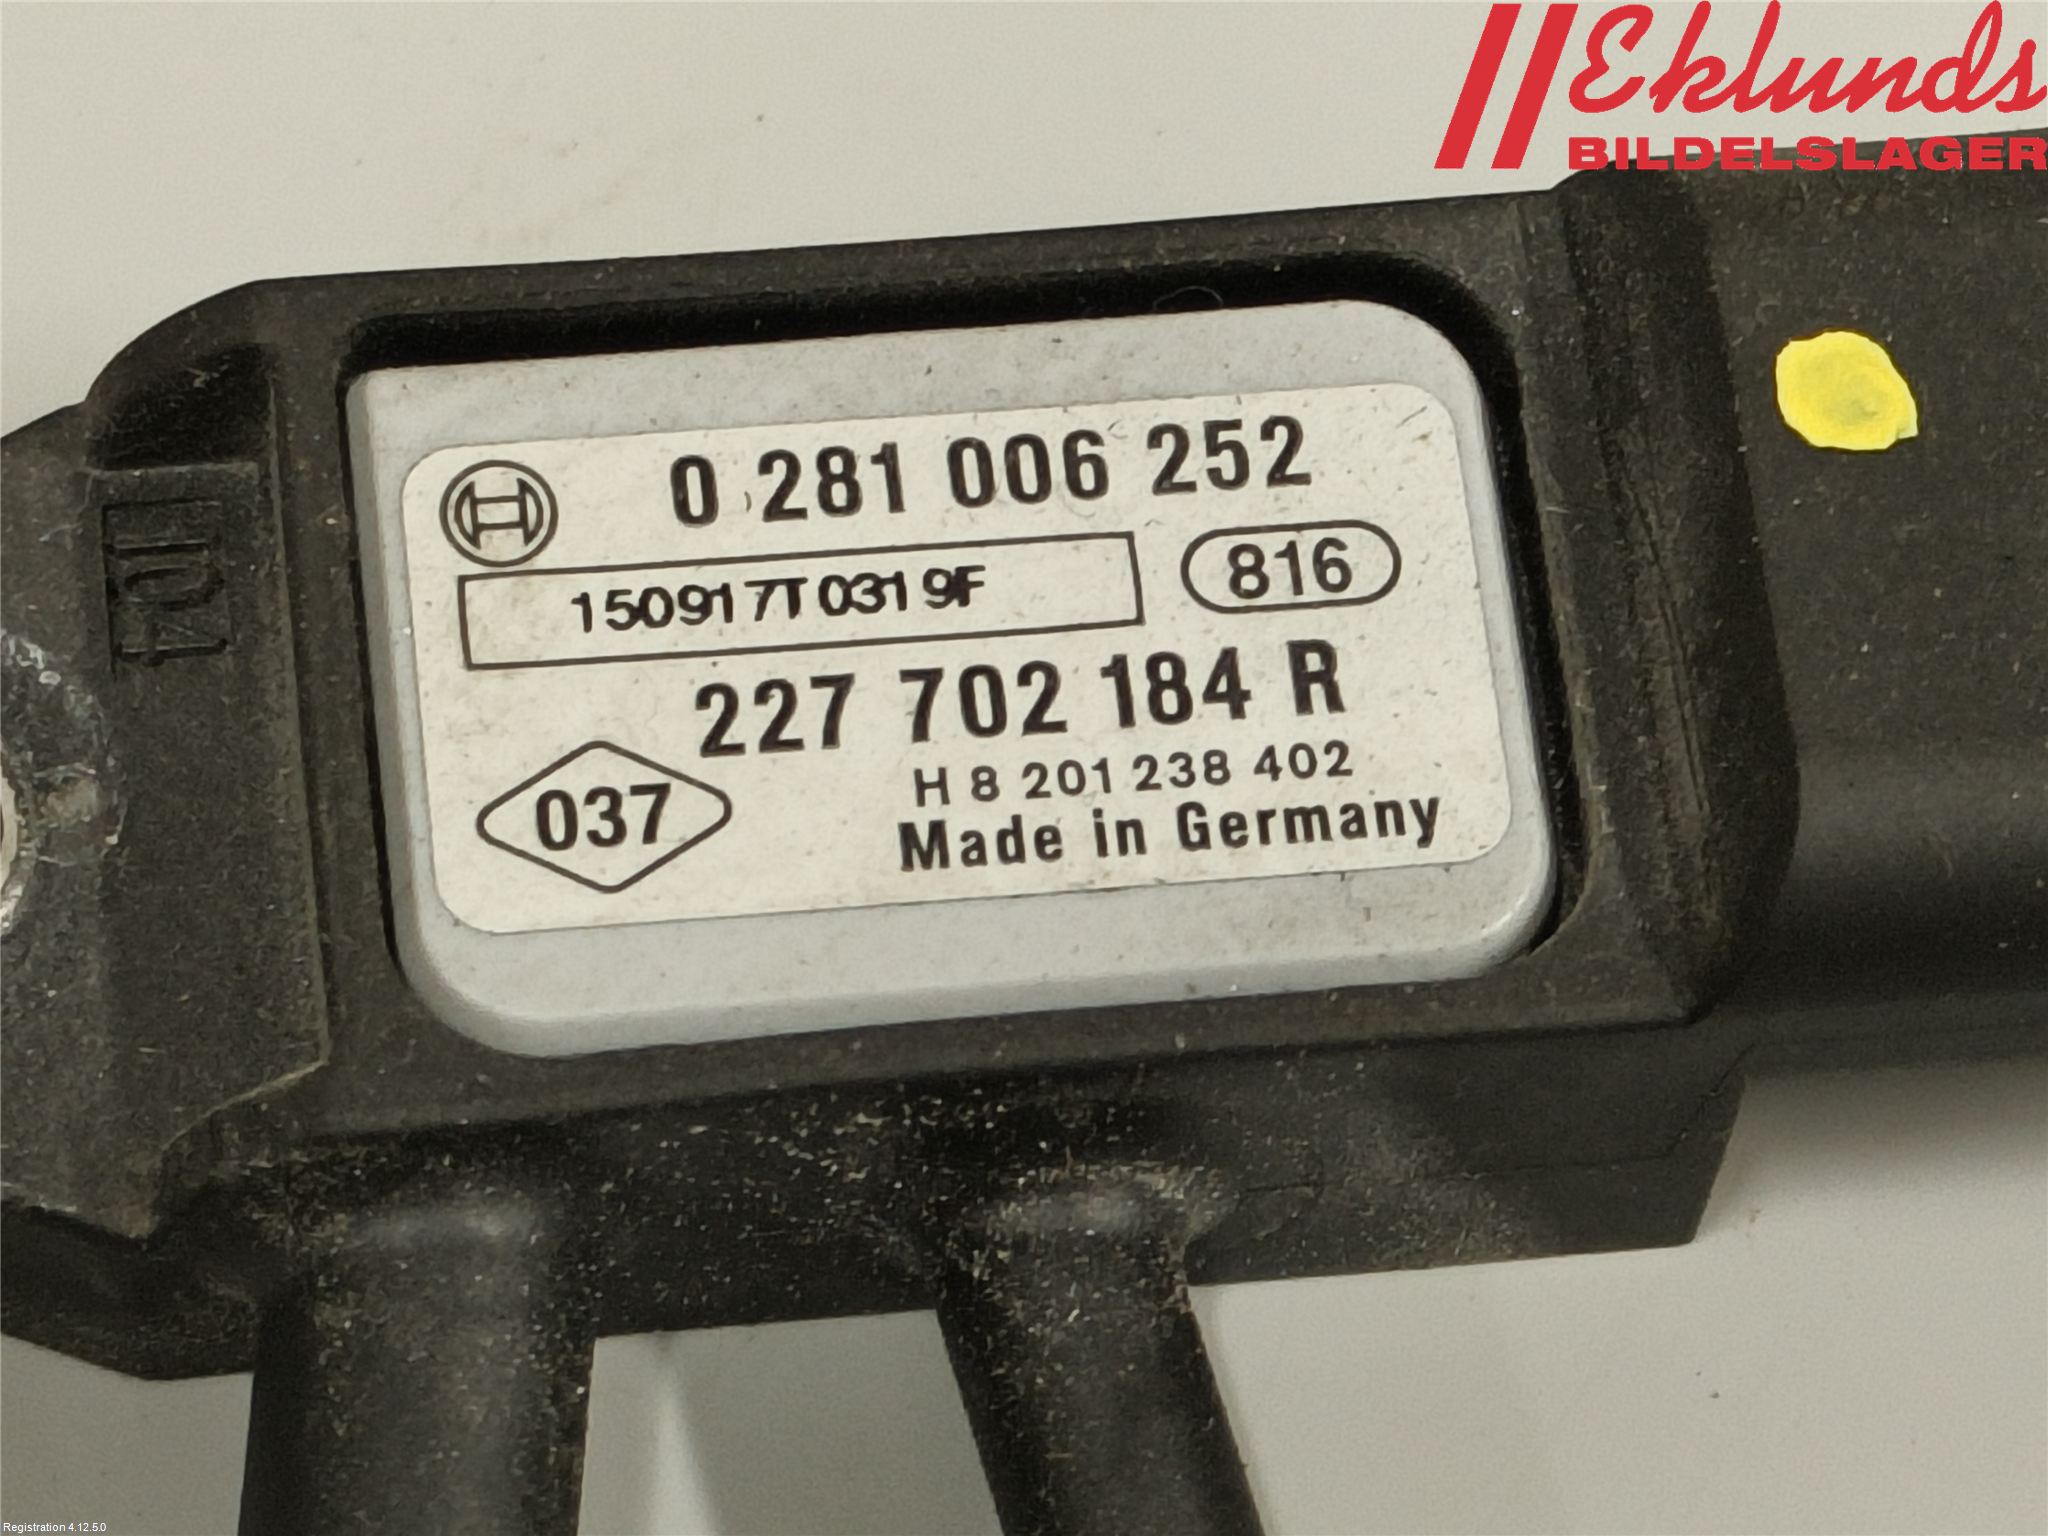 Eklunds
BILDELSLAGER
0 281 006 252
150917T0319F
816
227 702 184 R
H 8 201 238 402
037
Made in Germany
104
Registration 4.12.5.0